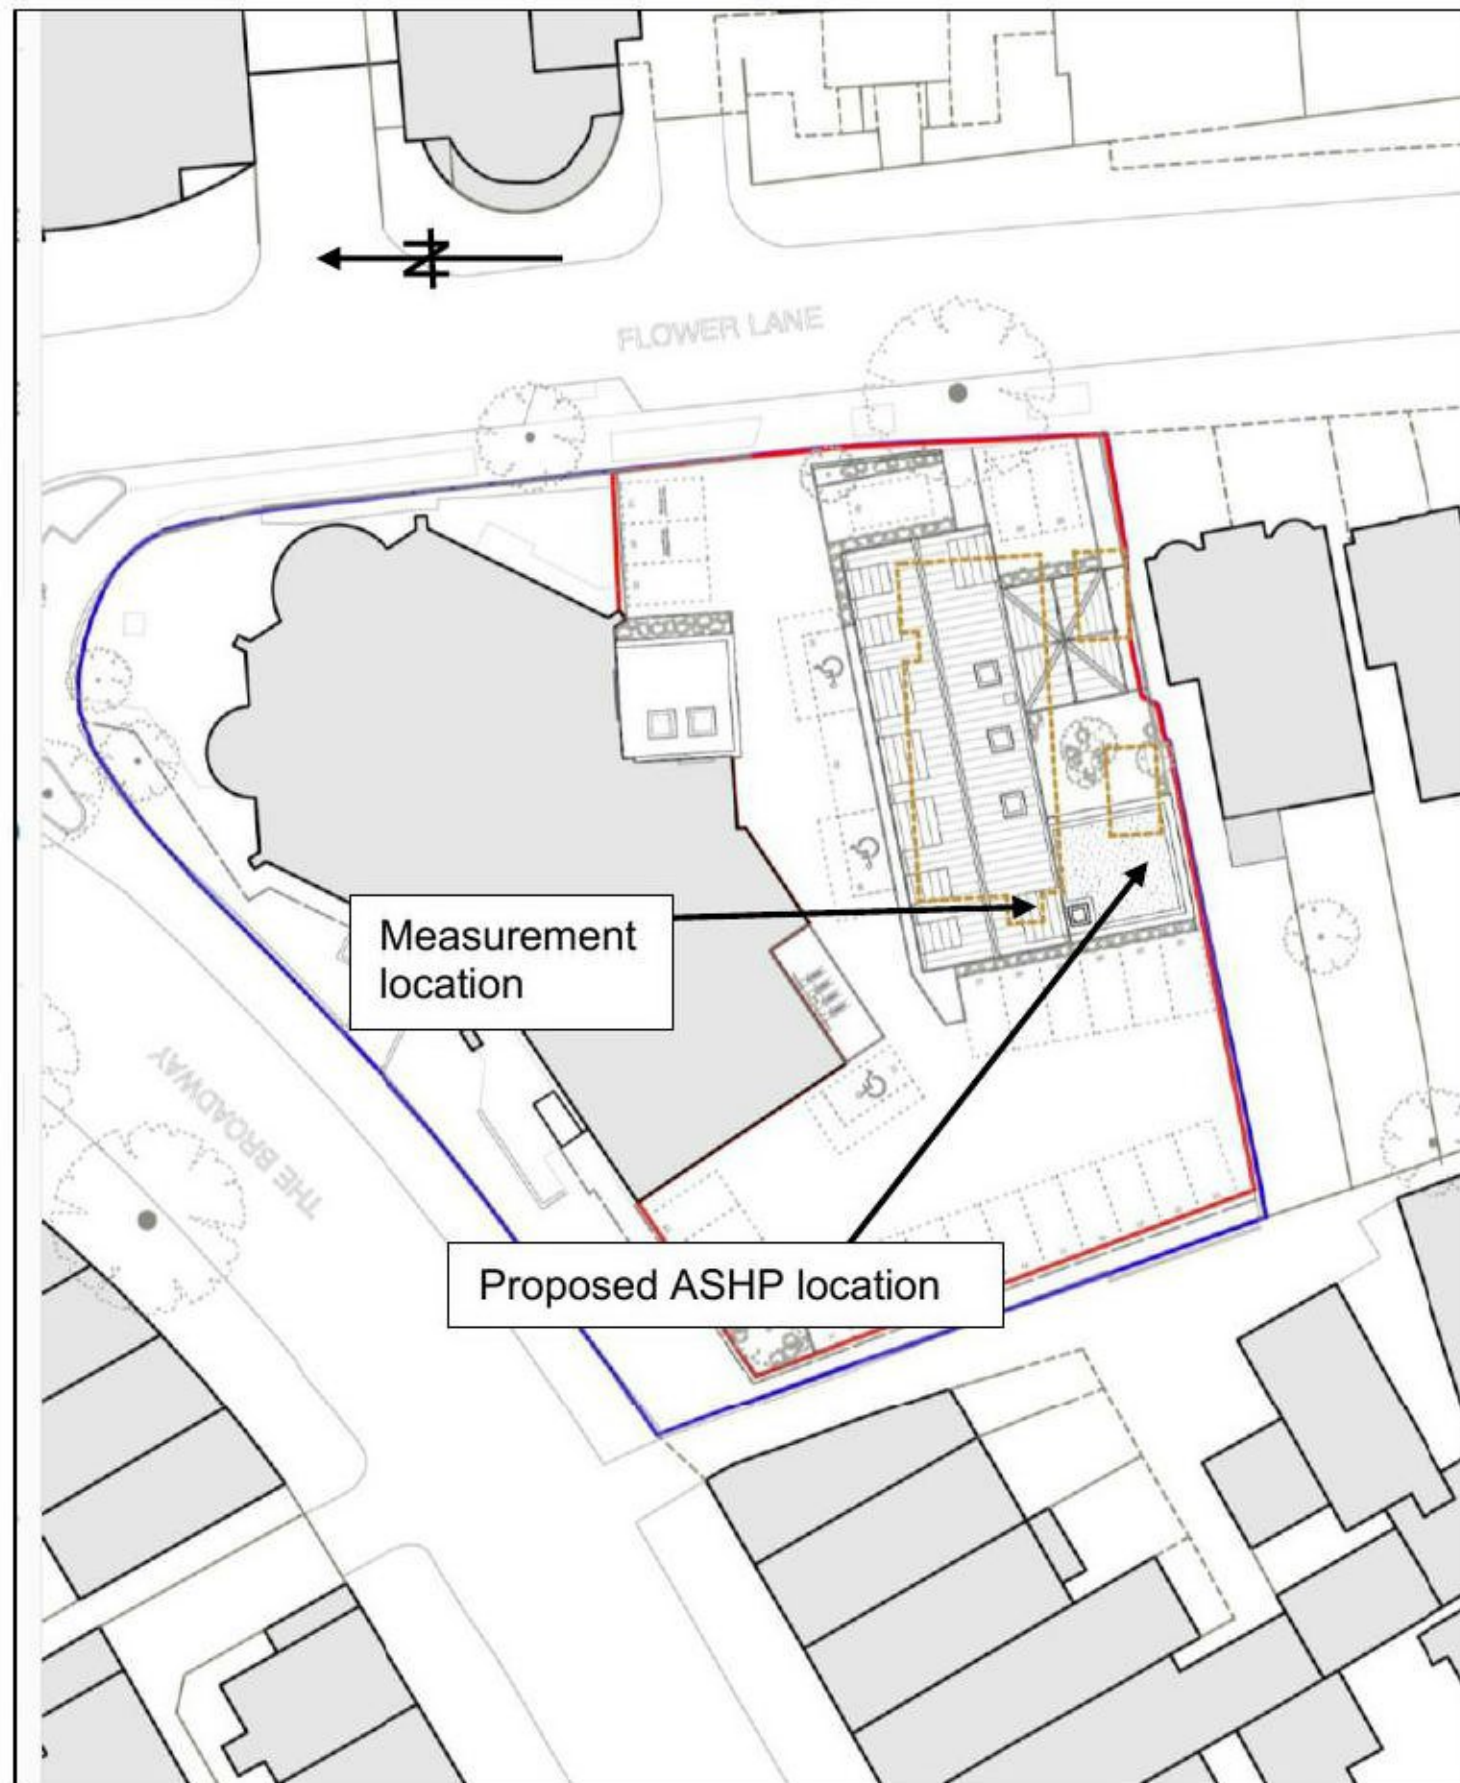 N
FLOWER LANE
Measurement
location
THE BROADWAY
Proposed ASHP location